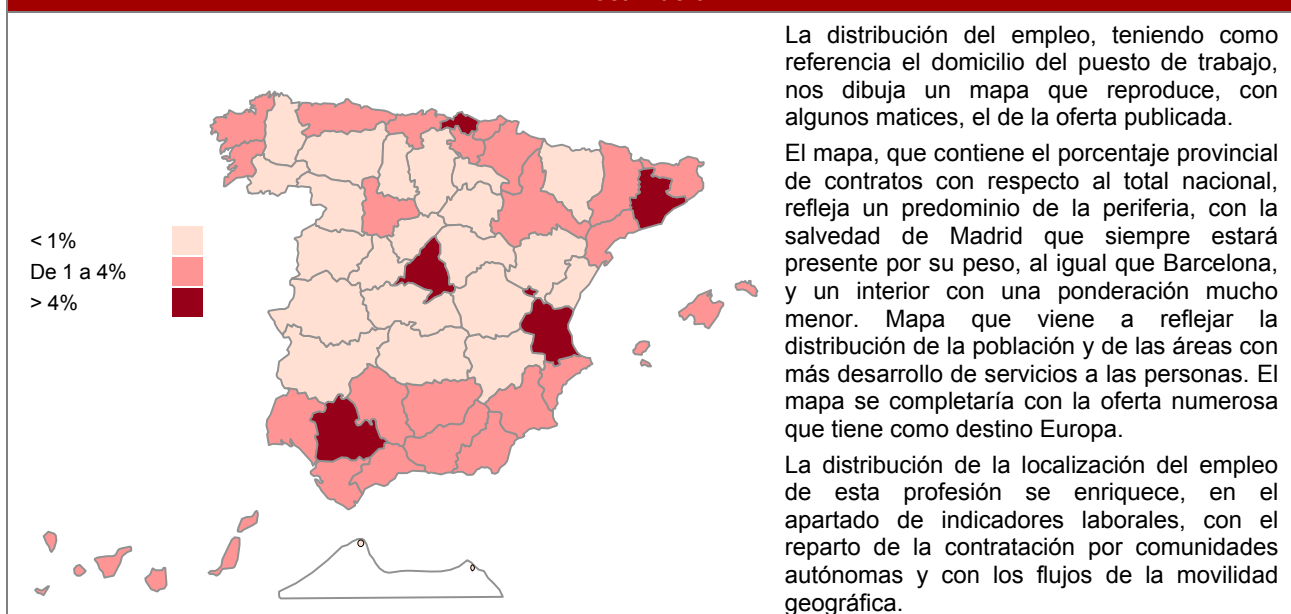 La distribución del empleo, teniendo como
referencia el domicilio del puesto de trabajo,
nos dibuja un mapa que reproduce, con
algunos matices, el de la oferta publicada.
El mapa, que contiene el porcentaje provincial
de contratos con respecto al total nacional,
refleja un predominio de la periferia, con la
salvedad de Madrid que siempre estará
presente por su peso, al igual que Barcelona,
y un interior con una ponderación mucho
menor. Mapa que viene a reflejar la
distribución de la población y de las áreas con
más desarrollo de servicios a las personas. El
mapa se completaría con la oferta numerosa
que tiene como destino Europa.
La distribución de la localización del empleo
de esta profesión se enriquece, en el
apartado de indicadores laborales, con el
reparto de la contratación por comunidades
autónomas y con los flujos de la movilidad
geográfica.
< 1%
De 1 a 4%
> 4%